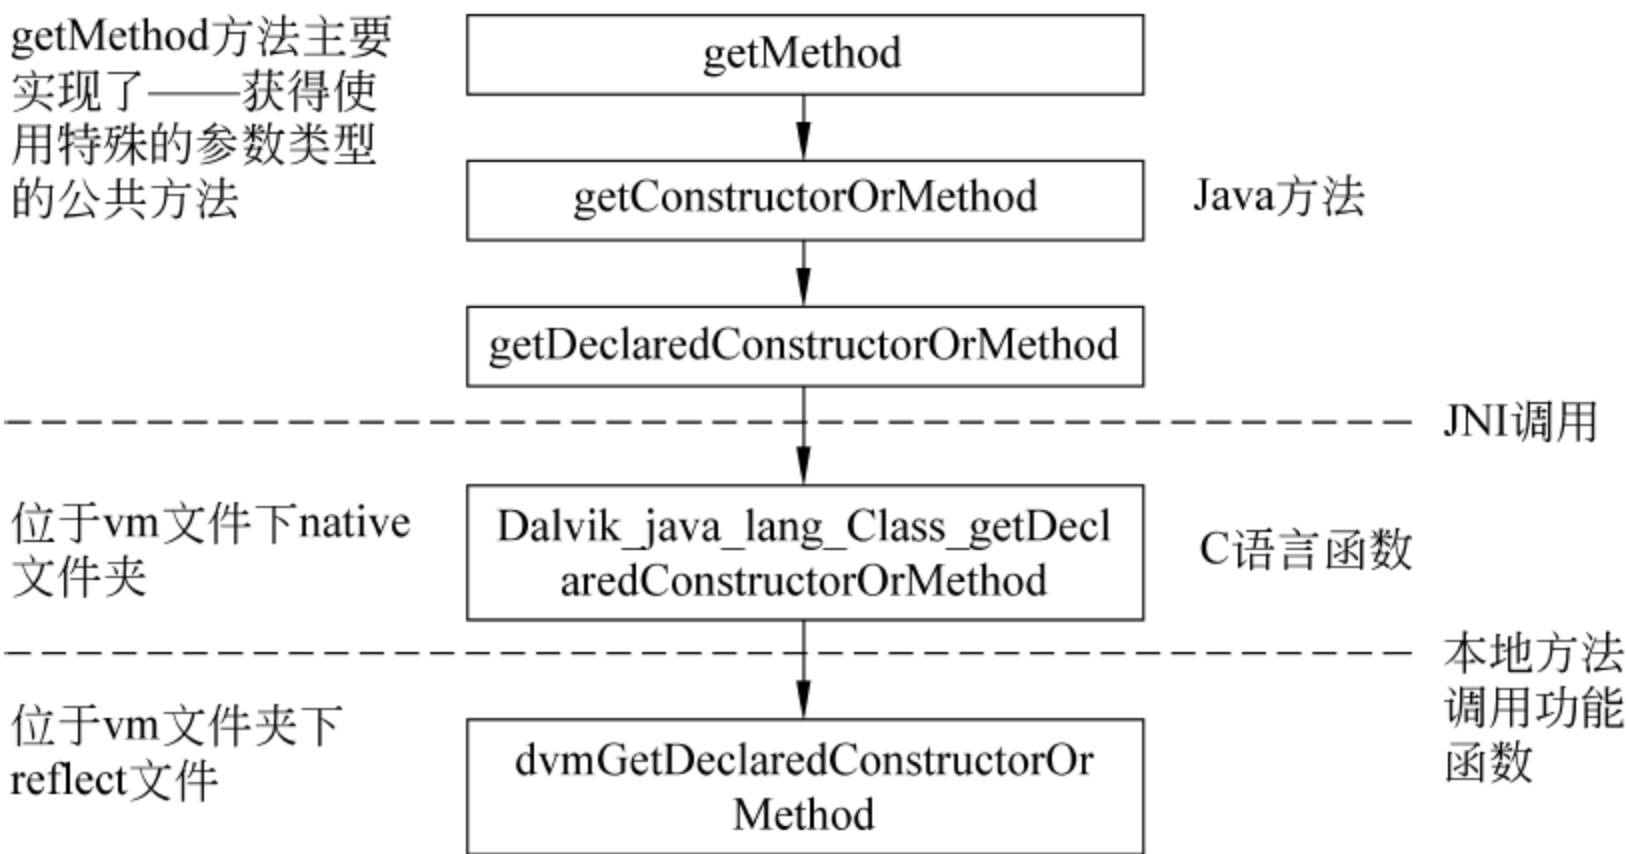 getMethod方法主要
实现了——获得使
用特殊的参数类型
的公共方法
getMethod
getConstructorOrMethod
Java方法
getDeclaredConstructorOrMethod
JNI调用
位于vm文件下native
文件夹
Dalvik_java_lang_Class_getDecl
aredConstructorOrMethod
C语言函数
本地方法
调用功能
函数
位于vm文件夹下
reflect文件
dvmGetDeclaredConstructorOr
Method